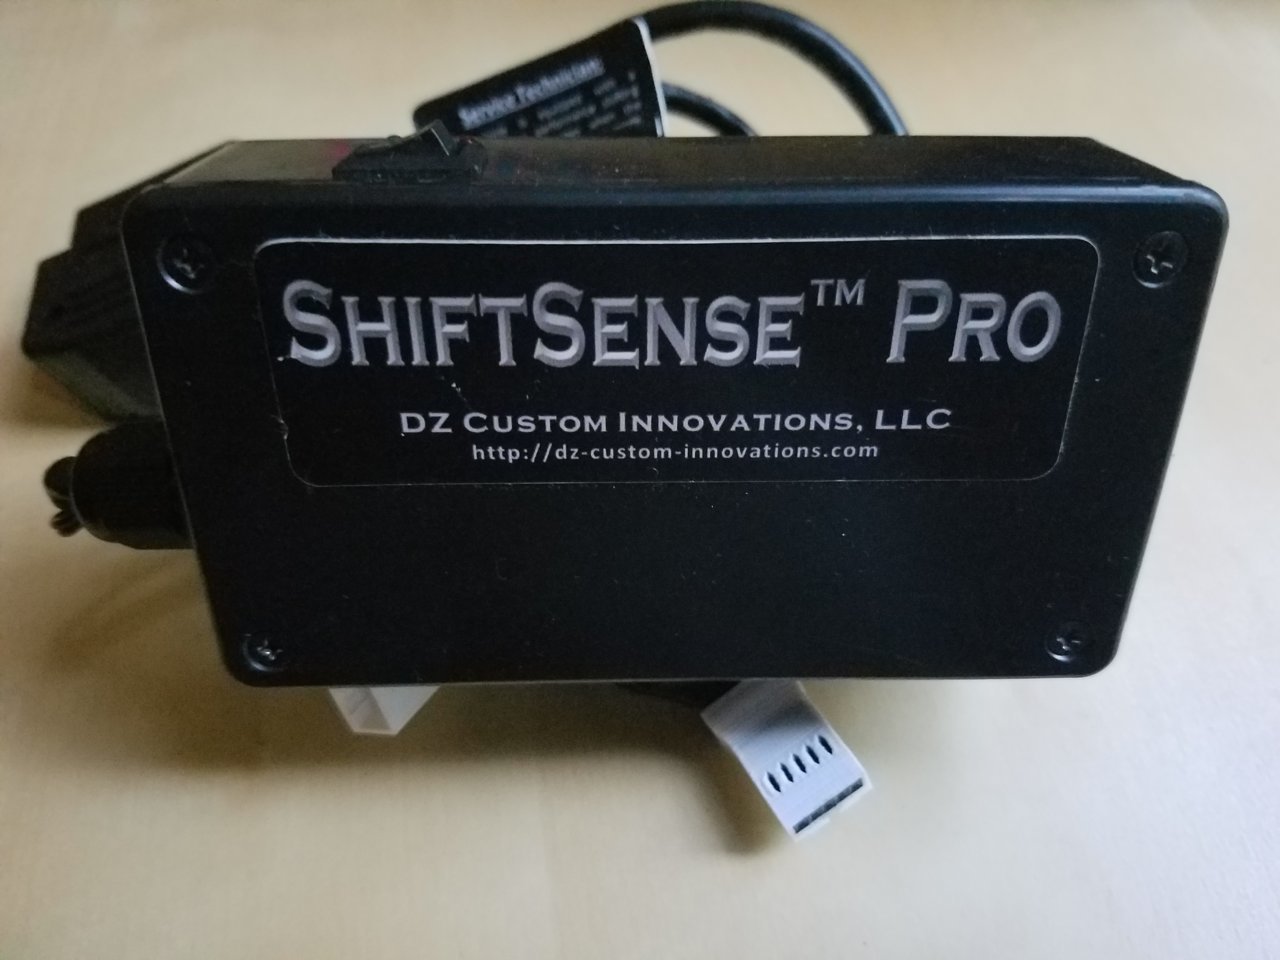 Service Technician:
ShiftSense™ Pro
DZ Custom Innovations, LLC
http://dz-custom-innovations.com